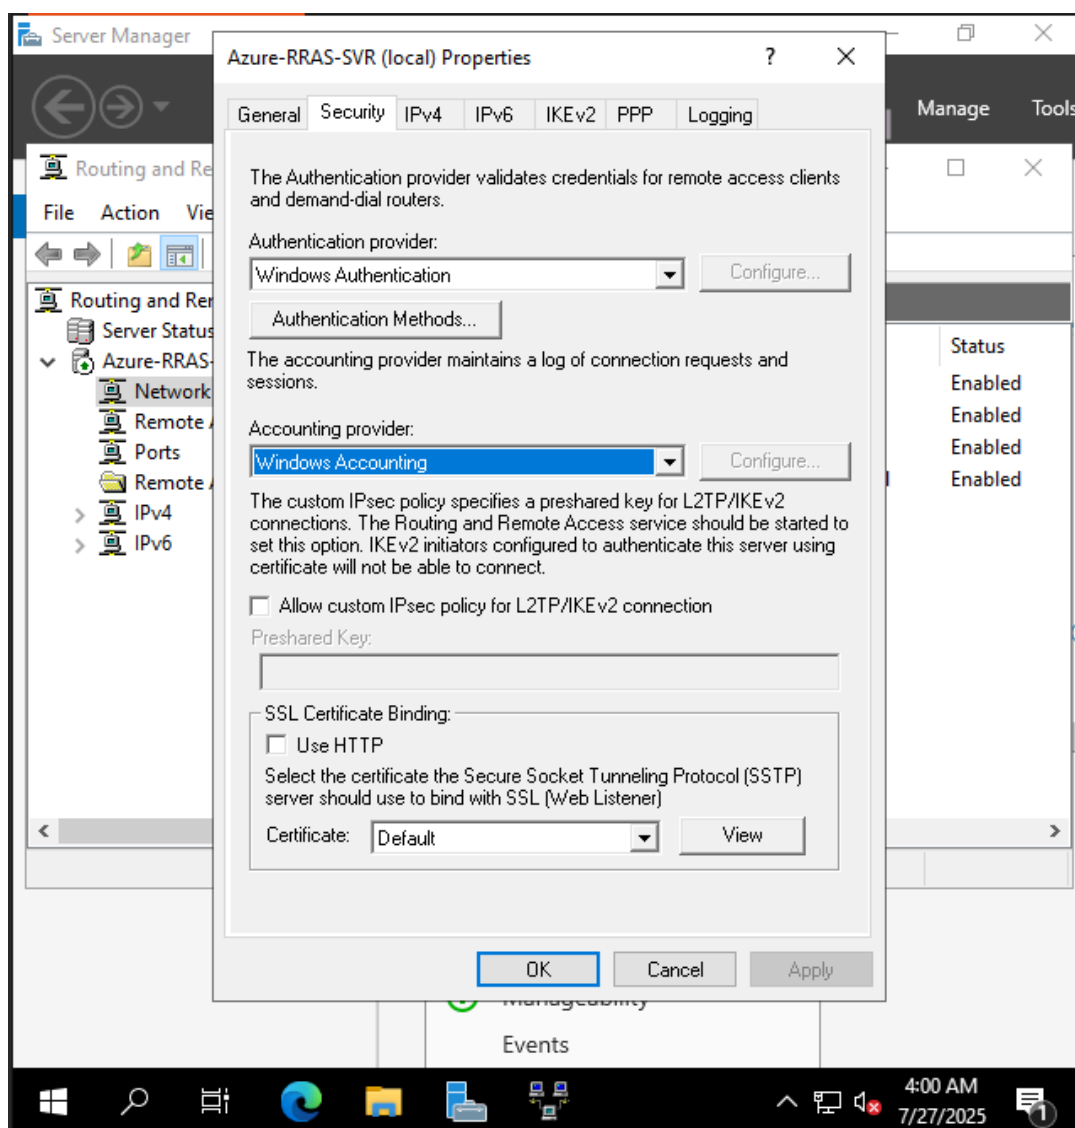 Server Manager
Azure-RRAS-SVR (local) Properties
?
General Security IPv4 IPv6 IKEv2 PPP Logging
Manage Tools
Routing and Re
File Action Vie
The Authentication provider validates credentials for remote access clients
and demand-dial routers.
Authentication provider:
Windows Authentication
Configure...
Authentication Methods...
The accounting provider maintains a log of connection requests and
sessions.
Accounting provider:
Windows Accounting
Configure...
The custom IPsec policy specifies a preshared key for L2TP/IKEv2
connections. The Routing and Remote Access service should be started to
set this option. IKEv2 initiators configured to authenticate this server using
certificate will not be able to connect.
Allow custom IPsec policy for L2TP/IKEv2 connection
Preshared Key:
SSL Certificate Binding:
Use HTTP
Select the certificate the Secure Socket Tunneling Protocol (SSTP)
server should use to bind with SSL (Web Listener)
Certificate:
Default
View
OK
Cancel
Apply
Routing and Rer
Server Status
Azure-RRAS-
Network
Remote A
Ports
Remote A
IPv4
IPv6
Status
Enabled
Enabled
Enabled
Enabled
Manageability
Events
4:00 AM
7/27/2025
1